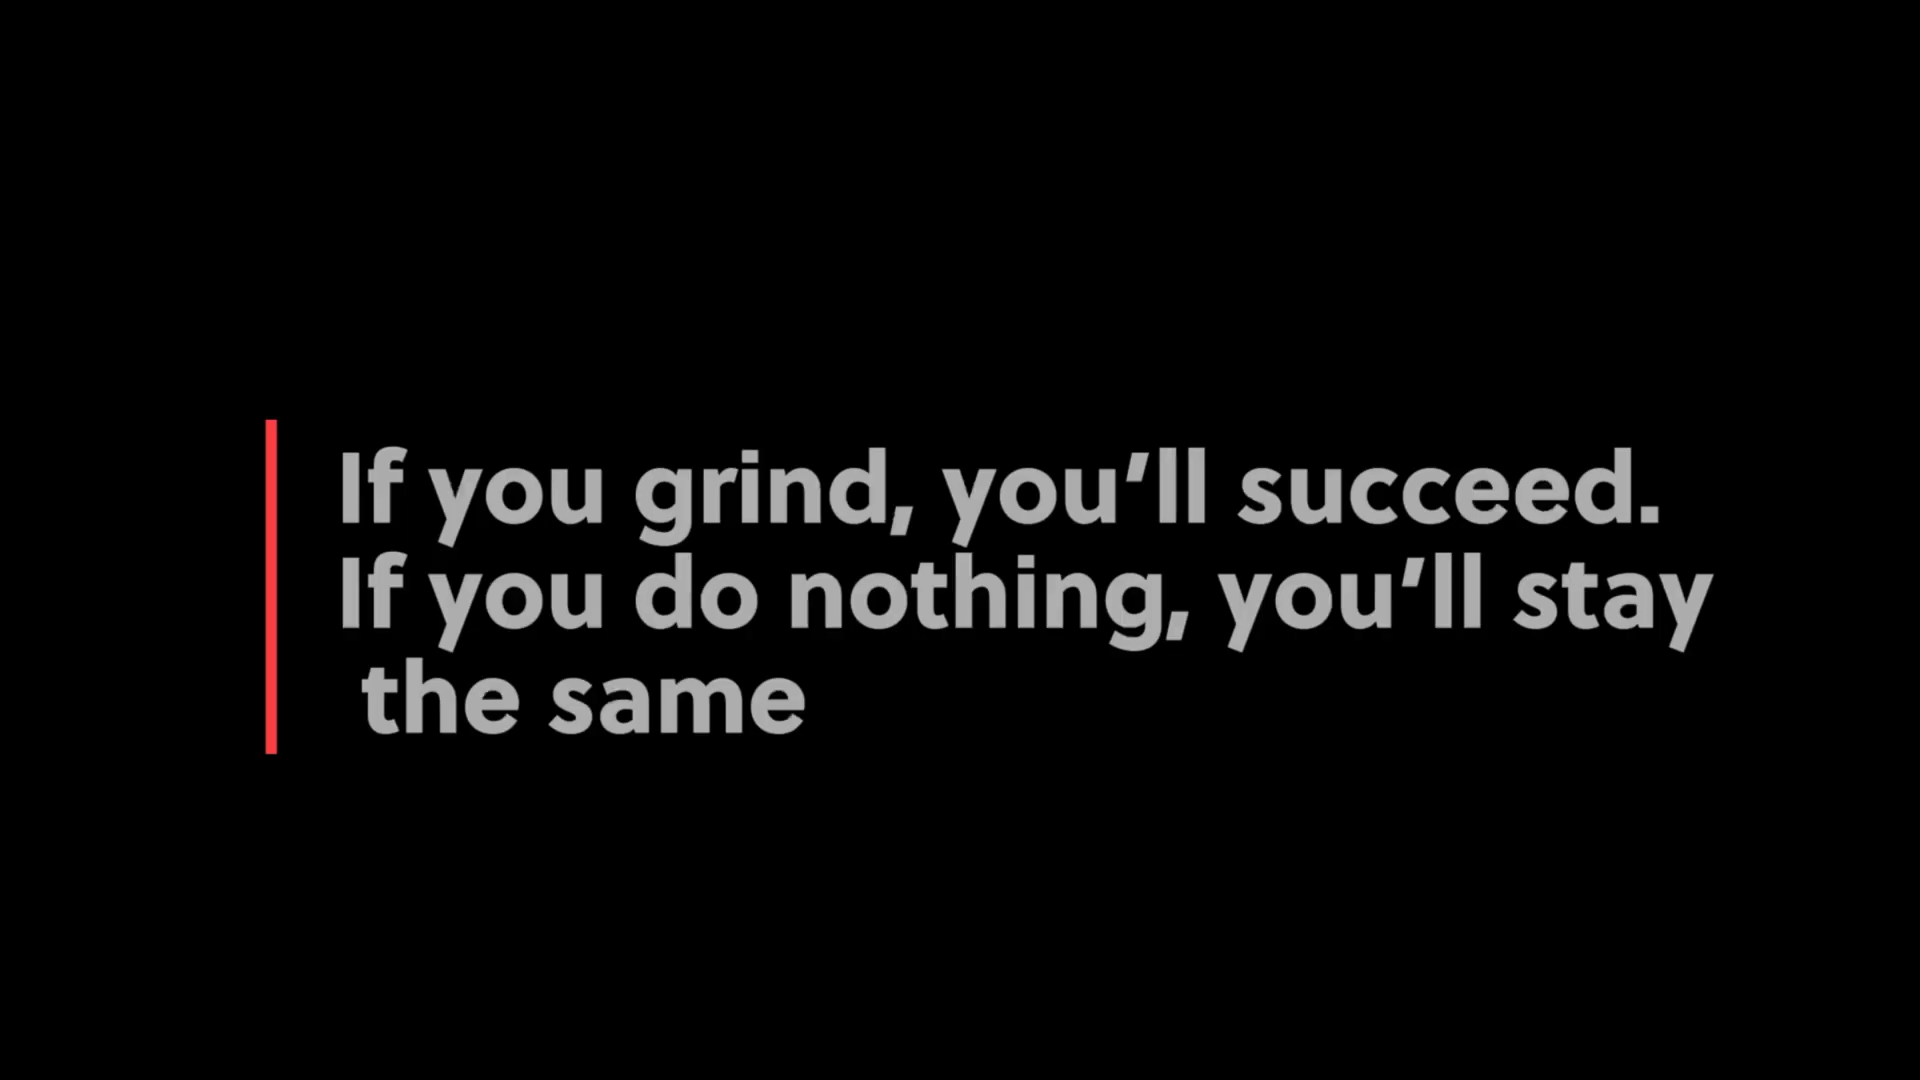 If you grind, you’ll succeed.
If you do nothing, you’ll stay
the same